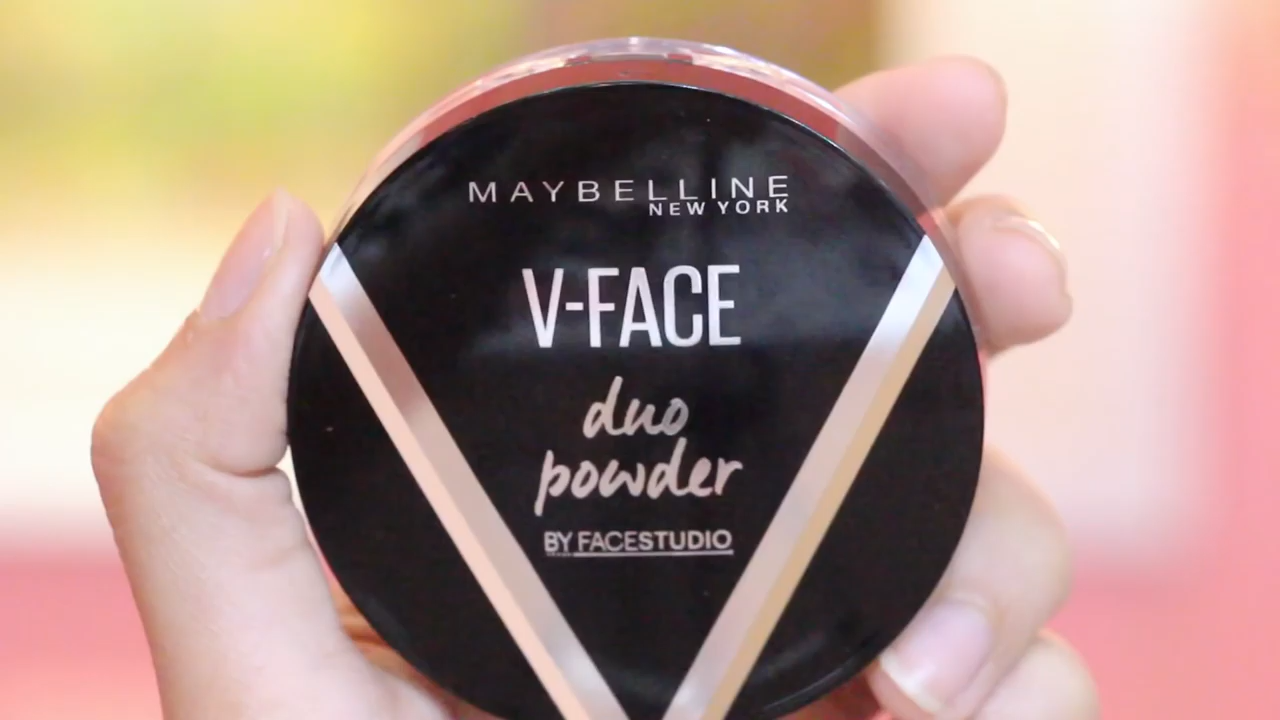 MAYBELLINE
NEW YORK
V-FACE
duo
powder
BY FACESTUDIO